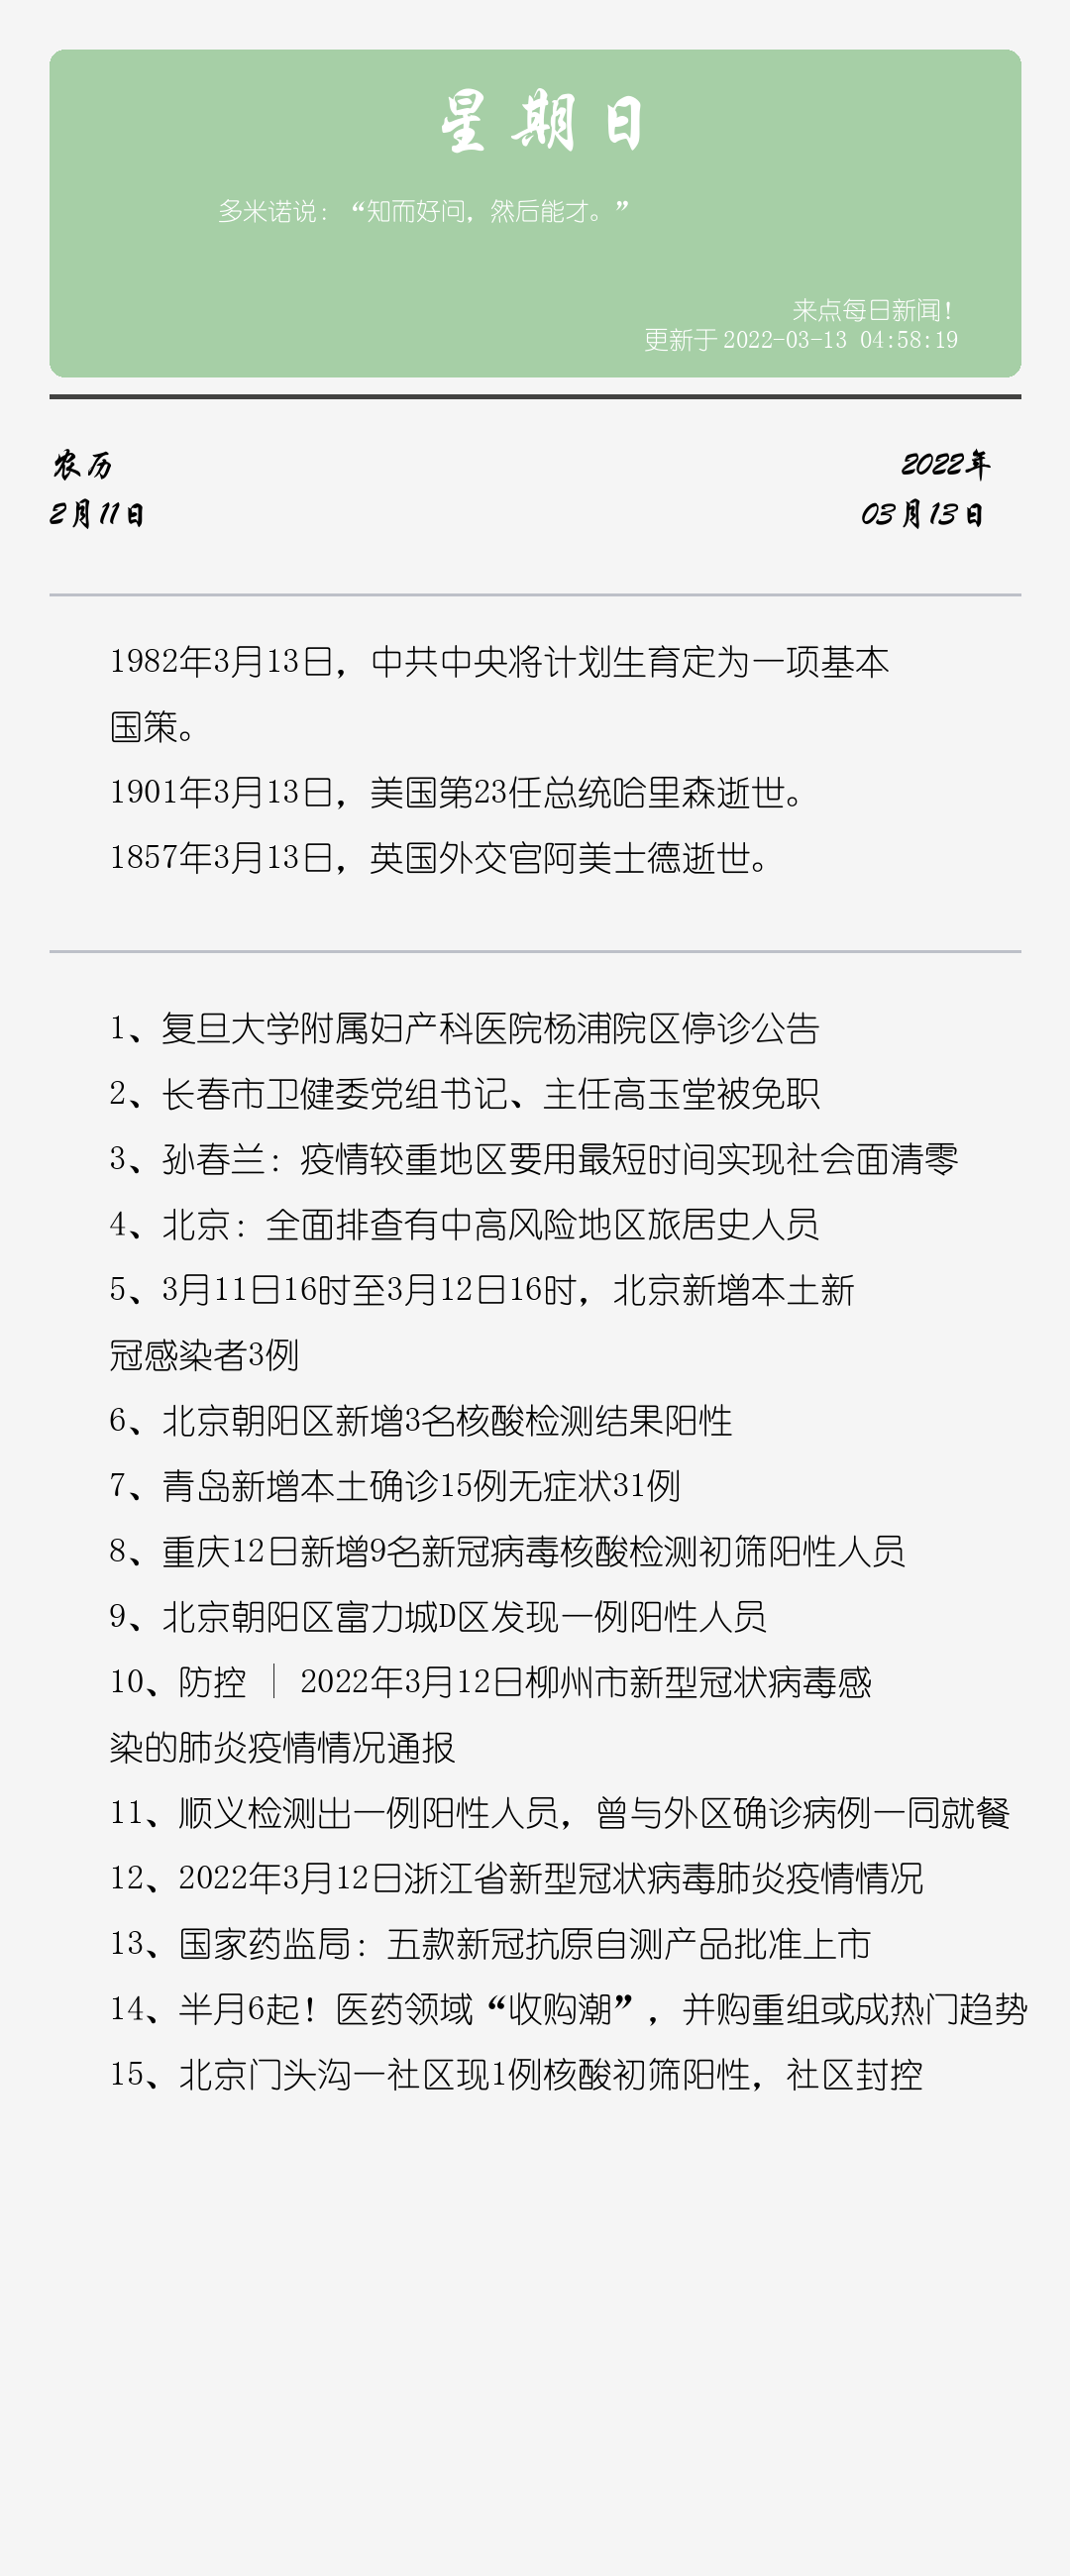 星期日
多米诺说：“知而好问，然后能才。”
来点每日新闻！
更新于 2022-03-13 04:58:19
农历
2022年
2月11日
03月13日
1982年3月13日，中共中央将计划生育定为一项基本
国策。
1901年3月13日，美国第23任总统哈里森逝世。
1857年3月13日，英国外交官阿美士德逝世。
1、复旦大学附属妇产科医院杨浦院区停诊公告
2、长春市卫健委党组书记、主任高玉堂被免职
3、孙春兰：疫情较重地区要用最短时间实现社会面清零
4、北京：全面排查有中高风险地区旅居史人员
5、3月11日16时至3月12日16时，北京新增本土新
冠感染者3例
6、北京朝阳区新增3名核酸检测结果阳性
7、青岛新增本土确诊15例无症状31例
8、重庆12日新增9名新冠病毒核酸检测初筛阳性人员
9、北京朝阳区富力城D区发现一例阳性人员
10、防控 | 2022年3月12日柳州市新型冠状病毒感
染的肺炎疫情情况通报
11、顺义检测出一例阳性人员，曾与外区确诊病例一同就餐
12、2022年3月12日浙江省新型冠状病毒肺炎疫情情况
13、国家药监局：五款新冠抗原自测产品批准上市
14、半月6起！医药领域“收购潮”，并购重组或成热门趋势
15、北京门头沟一社区现1例核酸初筛阳性，社区封控